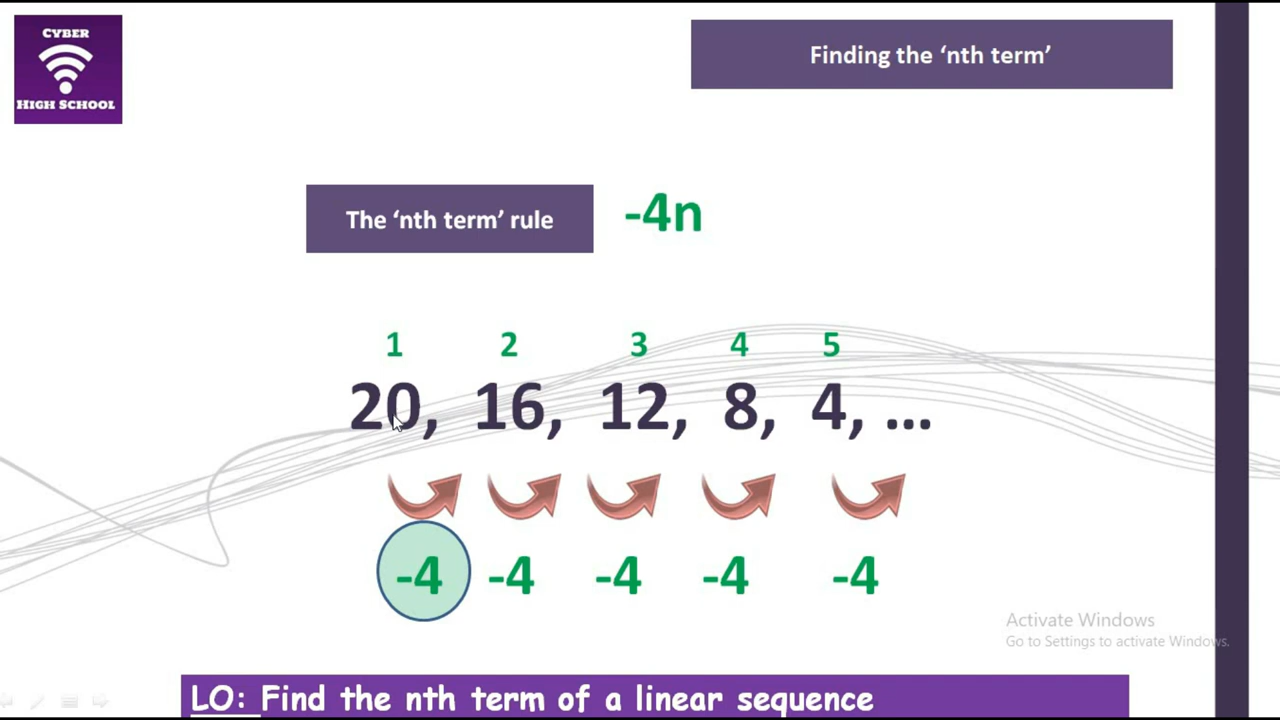 CYBER
HIGH SCHOOL
Finding the ‘nth term’
The ‘nth term’ rule -4n
1 2 3 4 5
20, 16, 12, 8, 4, ...
-4 -4 -4 -4 -4
Activate Windows
Go to Settings to activate Windows.
LO: Find the nth term of a linear sequence